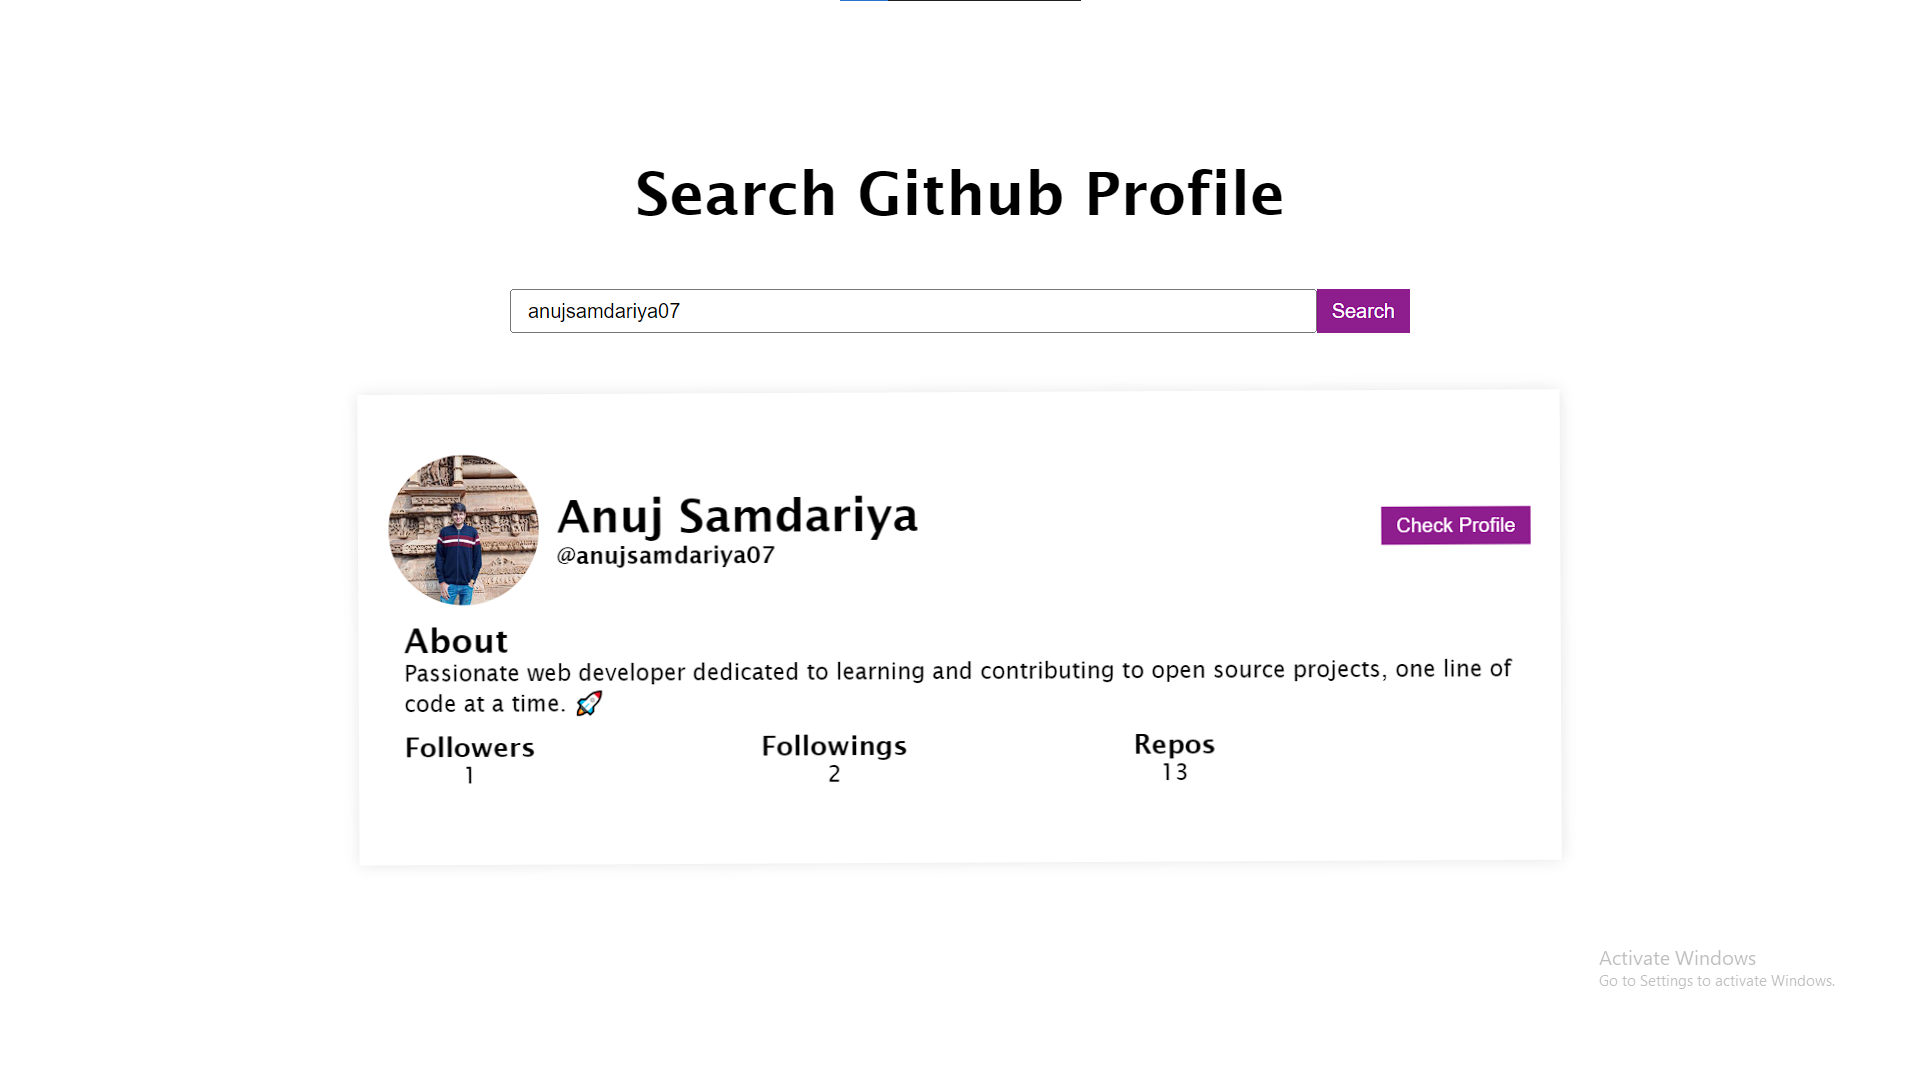 Search Github Profile
anujsamdariya07
Search
Anuj Samdariya
@anujsamdariya07
Check Profile
About
Passionate web developer dedicated to learning and contributing to open source projects, one line of
code at a time. 🚀
Followers
1
Followings
2
Repos
13
Activate Windows
Go to Settings to activate Windows.